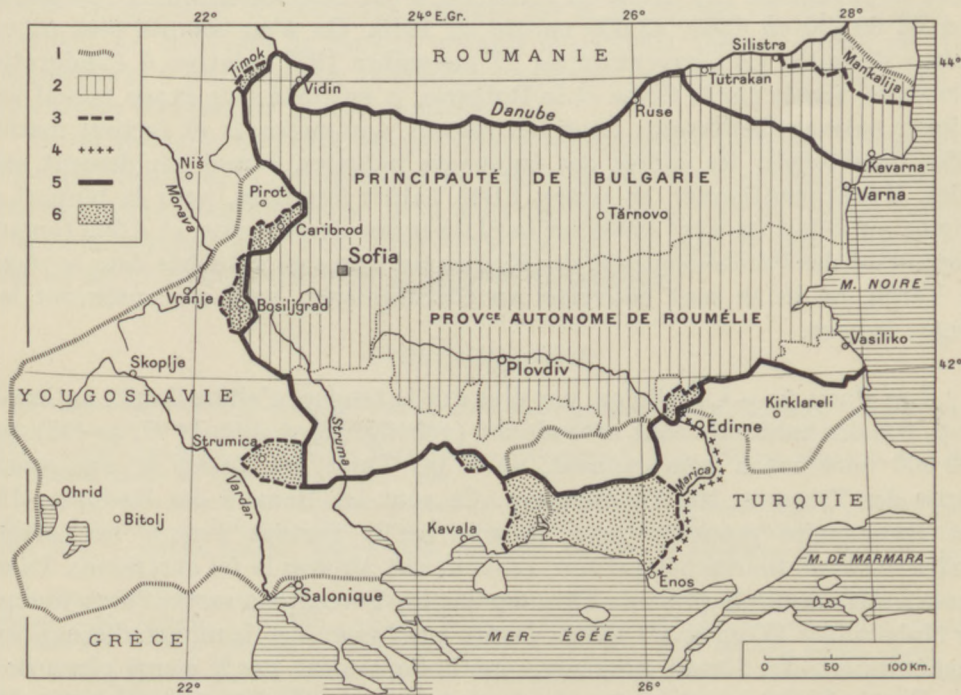 22°
24° E.Gr.
26°
28°
1
2
3
4
5
6
Timok
Vidin
ROUMANIE
Danube
Silistra
Tutrakan
Mankalija
44°
Ruse
Kavarna
Varna
Niš
Morava
Pirot
PRINCIPAUTÉ DE BULGARIE
Tărnovo
Caribrod
Sofia
Vranje
Bosiljgrad
M. NOIRE
PROVCE AUTONOME DE ROUMÉLIE
Vasiliko
Skoplje
Plovdiv
42°
YOUGOSLAVIE
Kirklareli
Edirne
Strumica
Struma
Marica
TURQUIE
Ohrid
Bitolj
Vardar
Kavala
M. DE MARMARA
Enos
Salonique
GRÈCE
MER ÉGÉE
0 50 100 Km.
22°
26°